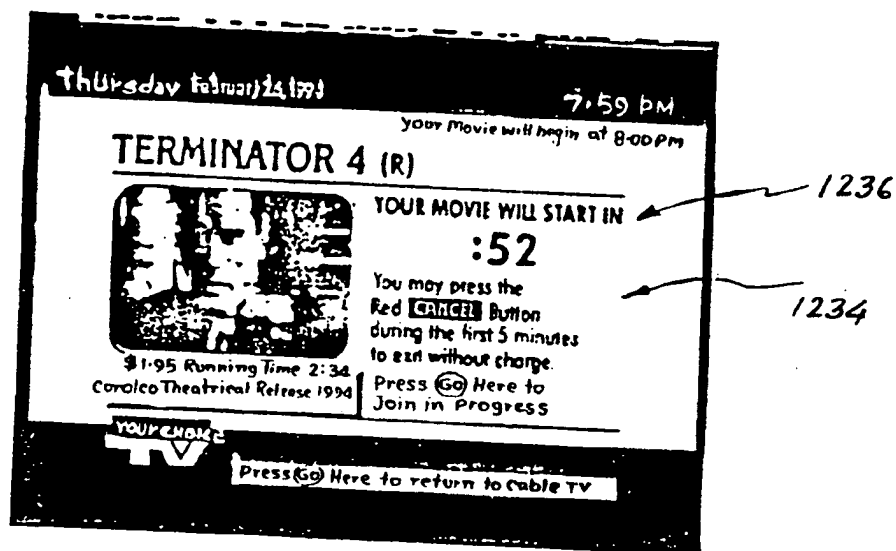 Thursday February 1993
7:59 PM
Your Movie will begin at 8:00 PM
TERMINATOR 4 (R)
YOUR MOVIE WILL START IN
:52
You may press the
Red CANCEL Button
during the first 5 minutes
to exit without charge.
$1.95 Running Time 2:34
Carolco Theatrical Release 1994
Press Go Here to
Join in Progress
YOUR CHOICE
TV
Press Go Here to return to Cable TV
1236
1234